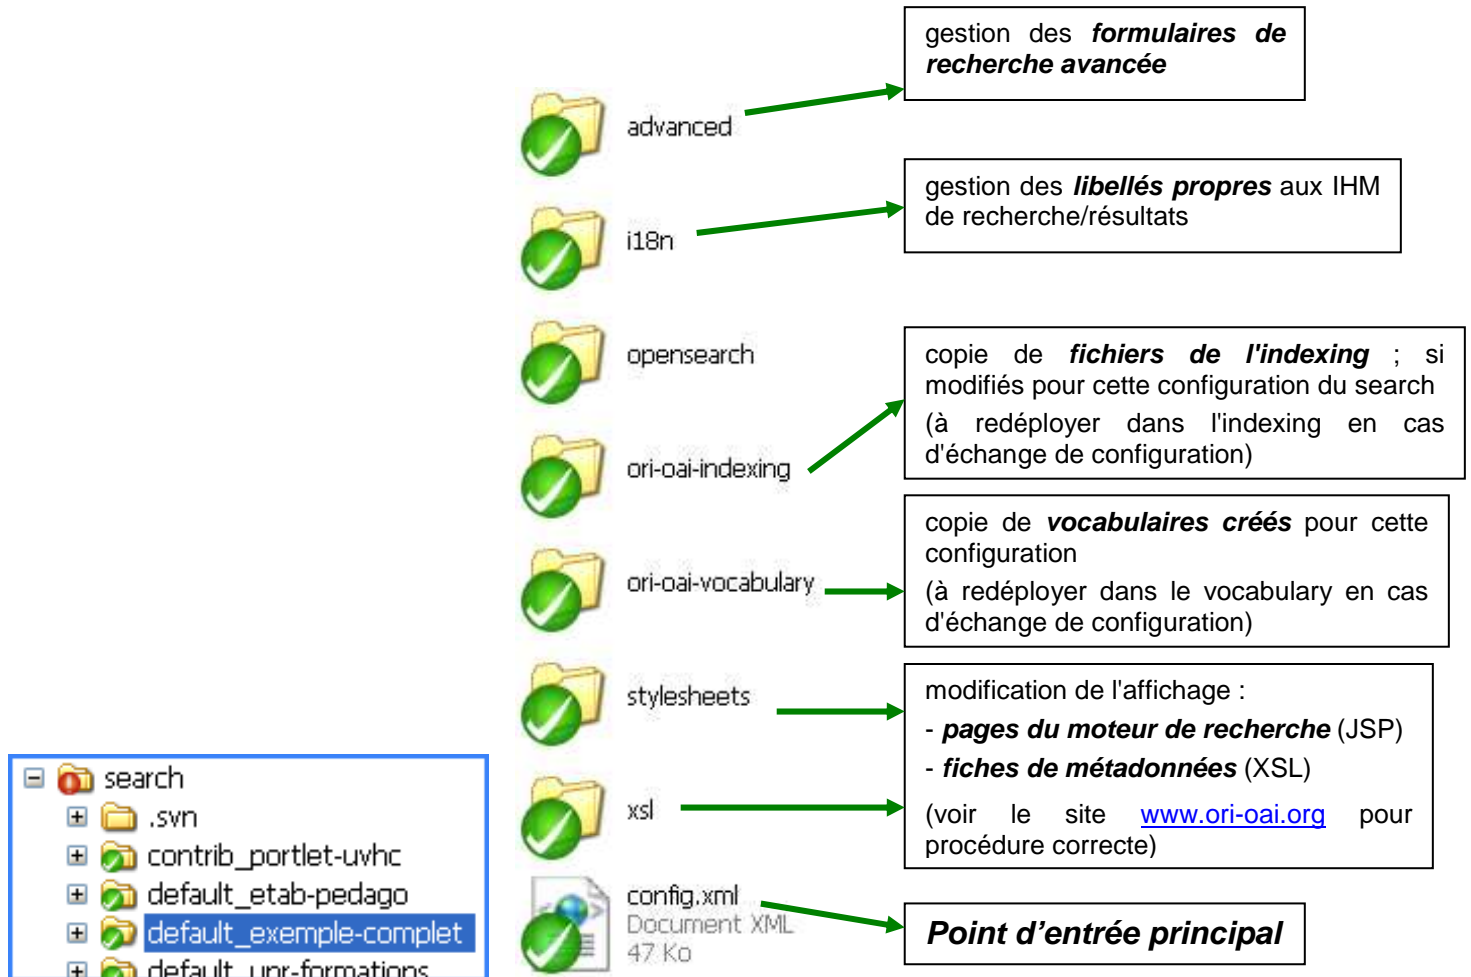 gestion des formulaires de
recherche avancée
advanced
gestion des libellés propres aux IHM
de recherche/résultats
i18n
opensearch
copie de fichiers de l'indexing ; si
modifiés pour cette configuration du search
(à redéployer dans l'indexing en cas
d'échange de configuration)
ori-oai-indexing
copie de vocabulaires créés pour cette
configuration
(à redéployer dans le vocabulary en cas
d'échange de configuration)
ori-oai-vocabulary
stylesheets
modification de l'affichage :
- pages du moteur de recherche (JSP)
- fiches de métadonnées (XSL)
(voir le site www.ori-oai.org pour
procédure correcte)
xsl
config.xml
Document XML
47 Ko
Point d'entrée principal
search
.svn
contrib_portlet-uvhc
default_etab-pedago
default_exemple-complet
default_unr-formations